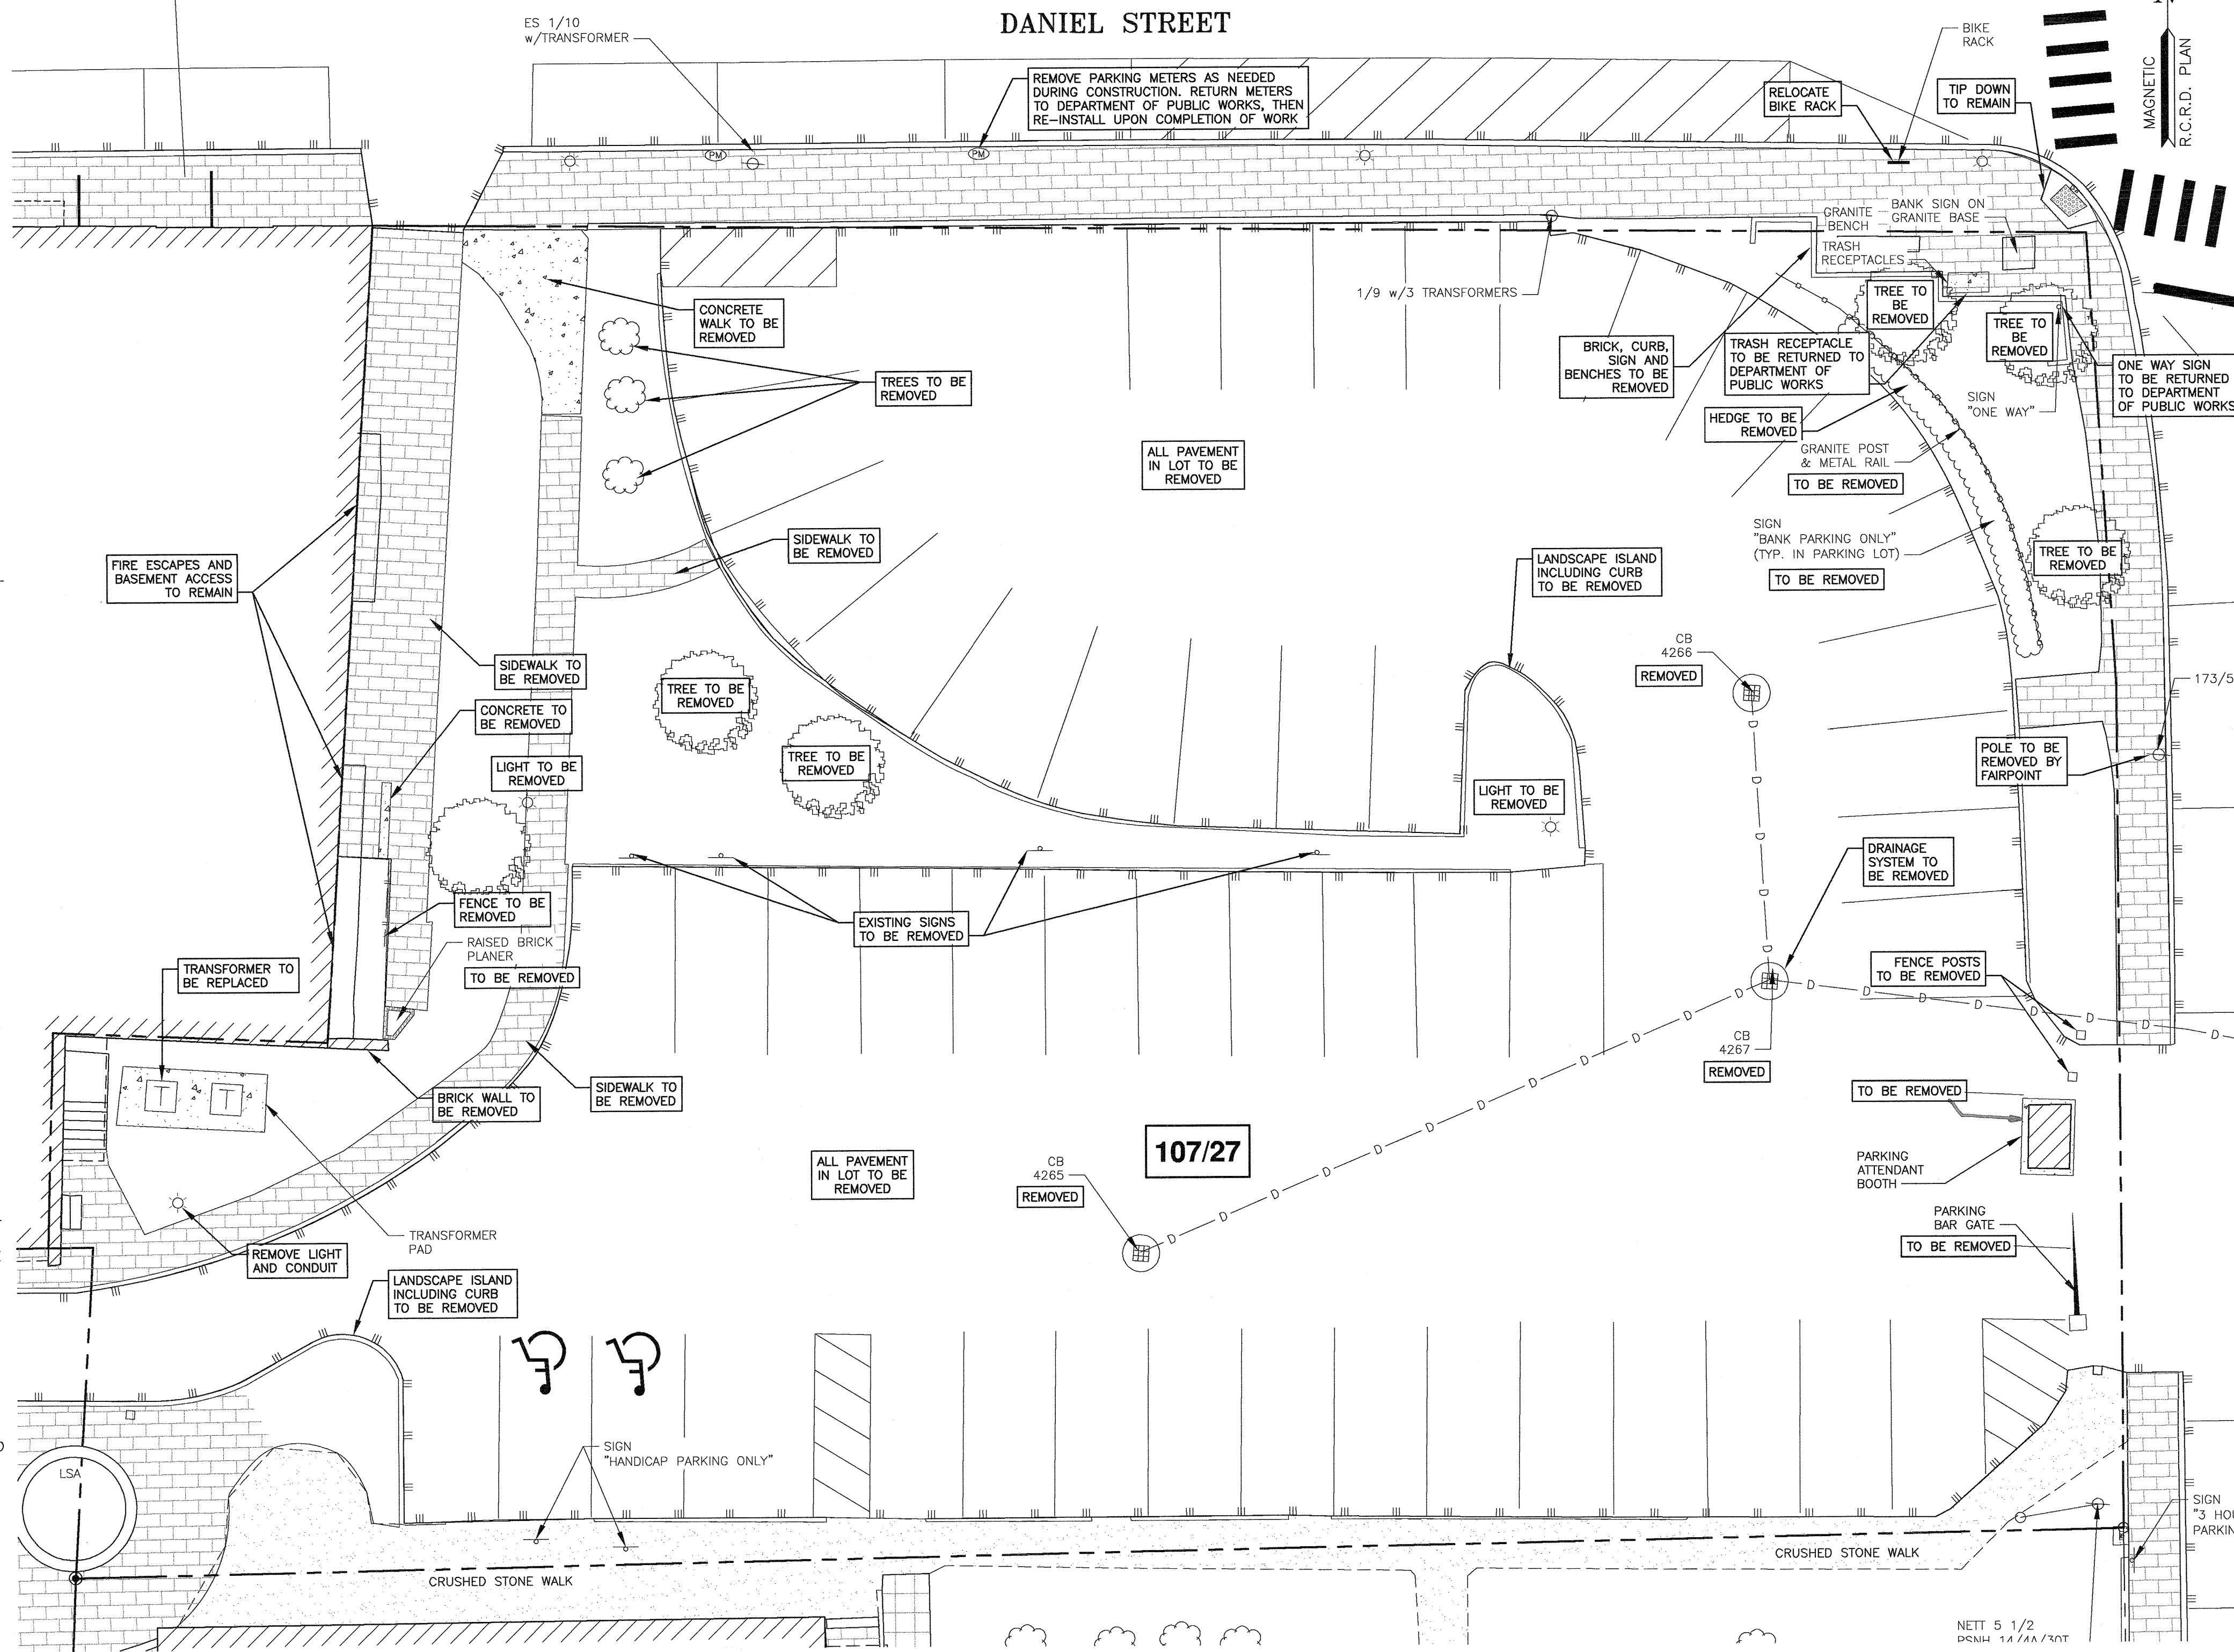 DANIEL STREET
ES 1/10
w/TRANSFORMER
REMOVE PARKING METERS AS NEEDED
DURING CONSTRUCTION. RETURN METERS
TO DEPARTMENT OF PUBLIC WORKS, THEN
RE-INSTALL UPON COMPLETION OF WORK
BIKE
RACK
RELOCATE
BIKE RACK
TIP DOWN
TO REMAIN
MAGNETIC
R.C.R.D. PLAN
PM
PM
GRANITE
BENCH
BANK SIGN ON
GRANITE BASE
TRASH
RECEPTACLES
1/9 w/3 TRANSFORMERS
CONCRETE
WALK TO BE
REMOVED
TREE TO
BE
REMOVED
TREE TO
BE
REMOVED
BRICK, CURB,
SIGN AND
BENCHES TO BE
REMOVED
TRASH RECEPTACLE
TO BE RETURNED TO
DEPARTMENT OF
PUBLIC WORKS
ONE WAY SIGN
TO BE RETURNED
TO DEPARTMENT
OF PUBLIC WORKS
TREES TO BE
REMOVED
SIGN
"ONE WAY"
HEDGE TO BE
REMOVED
ALL PAVEMENT
IN LOT TO BE
REMOVED
GRANITE POST
& METAL RAIL
TO BE REMOVED
SIGN
"BANK PARKING ONLY"
(TYP. IN PARKING LOT)
TO BE REMOVED
TREE TO BE
REMOVED
SIDEWALK TO
BE REMOVED
FIRE ESCAPES AND
BASEMENT ACCESS
TO REMAIN
LANDSCAPE ISLAND
INCLUDING CURB
TO BE REMOVED
CB
4266
REMOVED
SIDEWALK TO
BE REMOVED
TREE TO BE
REMOVED
173/5
CONCRETE TO
BE REMOVED
TREE TO BE
REMOVED
LIGHT TO BE
REMOVED
LIGHT TO BE
REMOVED
POLE TO BE
REMOVED BY
FAIRPOINT
DRAINAGE
SYSTEM TO
BE REMOVED
FENCE TO BE
REMOVED
EXISTING SIGNS
TO BE REMOVED
RAISED BRICK
PLANER
TO BE REMOVED
TRANSFORMER TO
BE REPLACED
FENCE POSTS
TO BE REMOVED
CB
4267
REMOVED
T
T
BRICK WALL TO
BE REMOVED
SIDEWALK TO
BE REMOVED
TO BE REMOVED
107/27
ALL PAVEMENT
IN LOT TO BE
REMOVED
CB
4265
REMOVED
PARKING
ATTENDANT
BOOTH
PARKING
BAR GATE
TO BE REMOVED
TRANSFORMER
PAD
REMOVE LIGHT
AND CONDUIT
LANDSCAPE ISLAND
INCLUDING CURB
TO BE REMOVED
SIGN
"HANDICAP PARKING ONLY"
LSA
SIGN
"3 HOU
PARKIN
CRUSHED STONE WALK
CRUSHED STONE WALK
NETT 5 1/2
PSNH 14/4A/30T